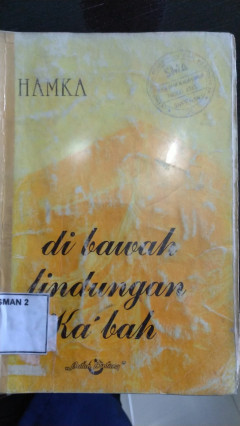 HAMKA
di bawah
lindungan
Ka'bah
SMAN 2